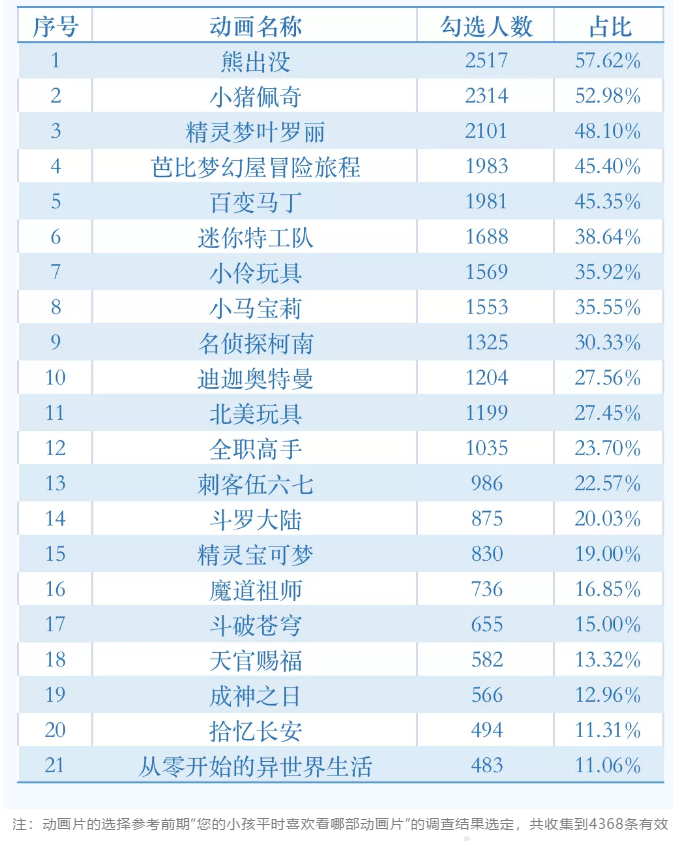 序号 动画名称 勾选人数 占比
1 熊出没 2517 57.62%
2 小猪佩奇 2314 52.98%
3 精灵梦叶罗丽 2101 48.10%
4 芭比梦幻屋冒险旅程 1983 45.40%
5 百变马丁 1981 45.35%
6 迷你特工队 1688 38.64%
7 小伶玩具 1569 35.92%
8 小马宝莉 1553 35.55%
9 名侦探柯南 1325 30.33%
10 迪迦奥特曼 1204 27.56%
11 北美玩具 1199 27.45%
12 全职高手 1035 23.70%
13 刺客伍六七 986 22.57%
14 斗罗大陆 875 20.03%
15 精灵宝可梦 830 19.00%
16 魔道祖师 736 16.85%
17 斗破苍穹 655 15.00%
18 天官赐福 582 13.32%
19 成神之日 566 12.96%
20 拾忆长安 494 11.31%
21 从零开始的异世界生活 483 11.06%
注：动画片的选择参考前期“您的小孩平时喜欢看哪部动画片”的调查结果选定，共收集到4368条有效